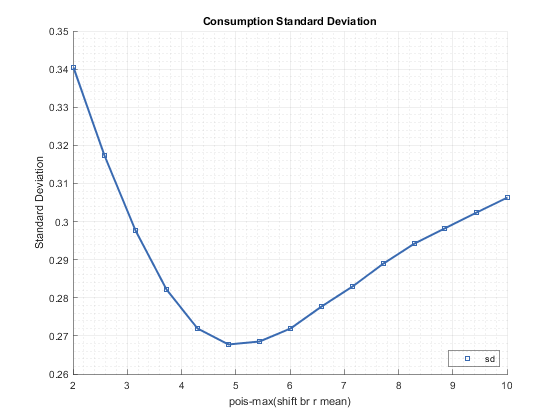 Consumption Standard Deviation
0.35
0.34
0.33
0.32
0.31
0.3
0.29
0.28
0.27
0.26
Standard Deviation
sd
2 3 4 5 6 7 8 9 10
pois-max(shift br r mean)